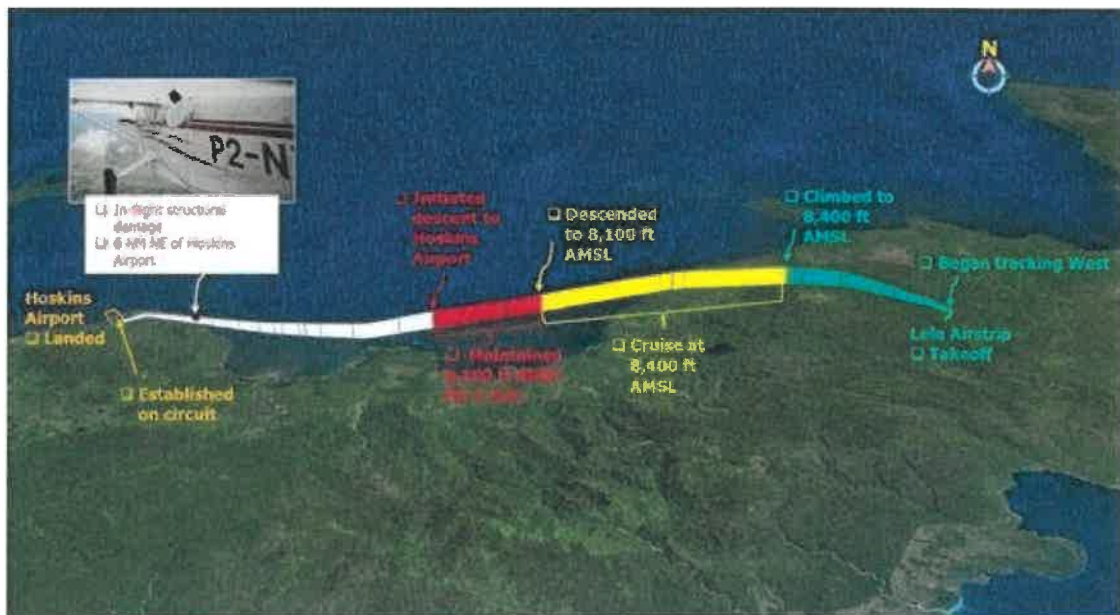 N
P2-N
❑ In-flight structural
damage
❑ 6 NM NE of Hoskins
Airport
❑ Initiated
descent to
Hoskins
Airport
❑ Descended
to 8,100 ft
AMSL
❑ Climbed to
8,400 ft
AMSL
❑ Began tracking West
Hoskins
Airport
❑ Landed
❑ Established
on circuit
❑ Maintained
❑ Cruise at
8,400 ft
AMSL
Airstrip
❑ Takeoff